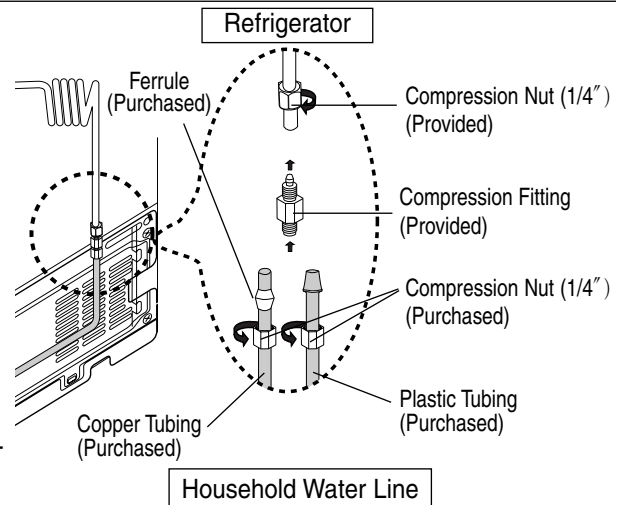 Refrigerator
Ferrule
(Purchased)
Compression Nut (1/4″)
(Provided)
Compression Fitting
(Provided)
Compression Nut (1/4″)
(Purchased)
Plastic Tubing
(Purchased)
Copper Tubing
(Purchased)
Household Water Line